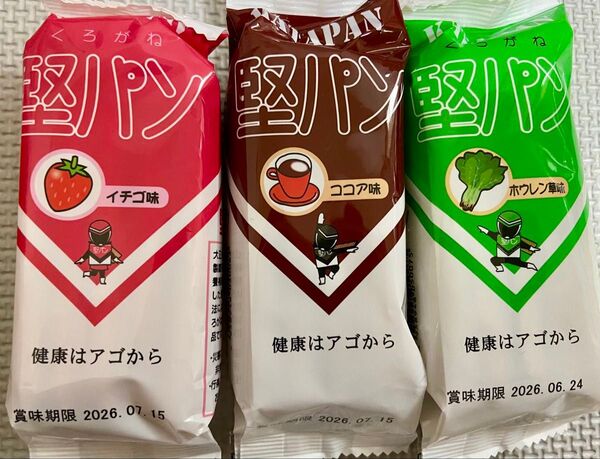 くろがね
堅パン
イチゴ味
健康はアゴから
賞味期限 2026.07.15
KATAPAN
堅パン
ココア味
健康はアゴから
賞味期限 2026.07.15
くろがね
堅パン
ホウレン草味
健康はアゴから
賞味期限 2026.06.24